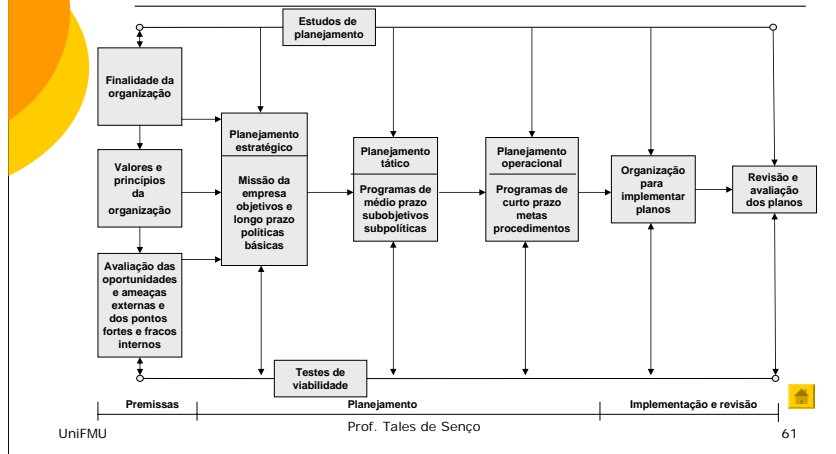 Estudos de
planejamento
Finalidade da
organização
Valores e
princípios
da
organização
Avaliação das
oportunidades
e ameaças
externas e
dos pontos
fortes e fracos
internos
Planejamento
estratégico
Missão da
empresa
objetivos e
longo prazo
políticas
básicas
Planejamento
tático
Programas de
médio prazo
subobjetivos
subpolíticas
Planejamento
operacional
Programas de
curto prazo
metas
procedimentos
Organização
para
implementar
planos
Revisão e
avaliação
dos planos
Testes de
viabilidade
Premissas
Planejamento
Implementação e revisão
UniFMU
Prof. Tales de Senço
61